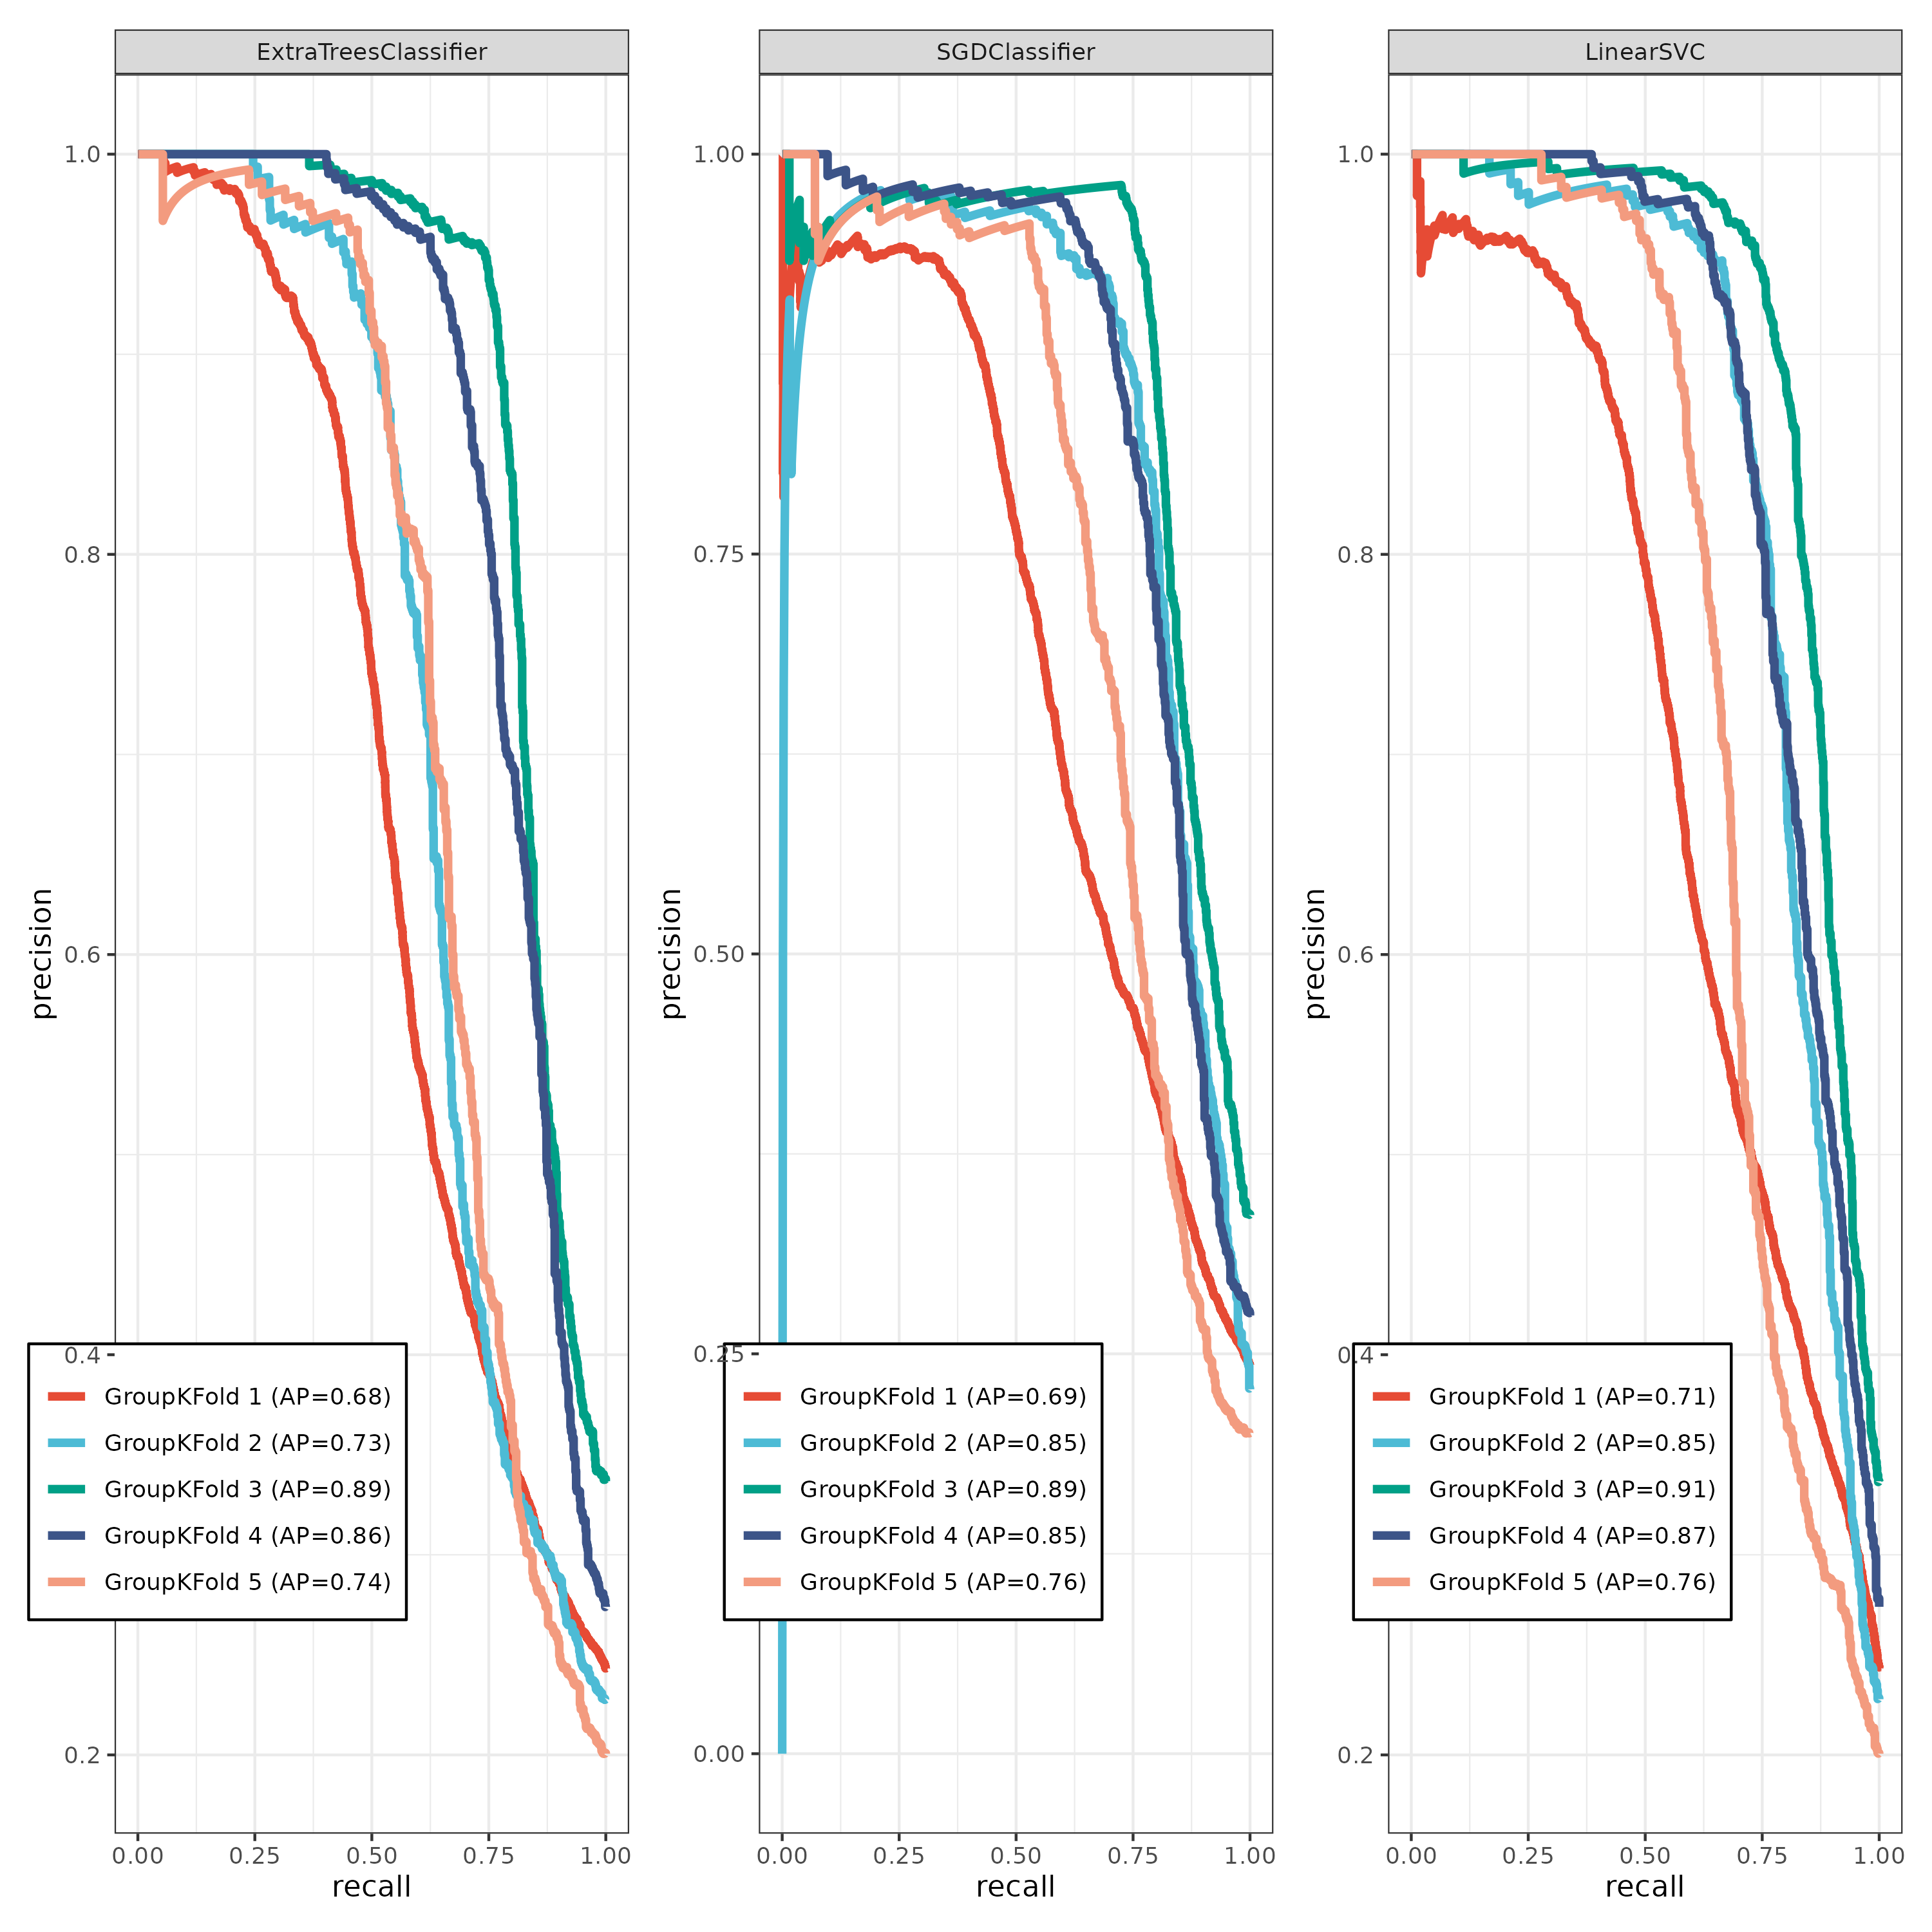 ExtraTreesClassifier
precision
1.0
0.8
0.6
0.4
0.2
GroupKFold 1 (AP=0.68)
GroupKFold 2 (AP=0.73)
GroupKFold 3 (AP=0.89)
GroupKFold 4 (AP=0.86)
GroupKFold 5 (AP=0.74)
0.00 0.25 0.50 0.75 1.00
recall
SGDClassifier
precision
1.00
0.75
0.50
0.25
0.00
GroupKFold 1 (AP=0.69)
GroupKFold 2 (AP=0.85)
GroupKFold 3 (AP=0.89)
GroupKFold 4 (AP=0.85)
GroupKFold 5 (AP=0.76)
0.00 0.25 0.50 0.75 1.00
recall
LinearSVC
precision
1.0
0.8
0.6
0.4
0.2
GroupKFold 1 (AP=0.71)
GroupKFold 2 (AP=0.85)
GroupKFold 3 (AP=0.91)
GroupKFold 4 (AP=0.87)
GroupKFold 5 (AP=0.76)
0.00 0.25 0.50 0.75 1.00
recall